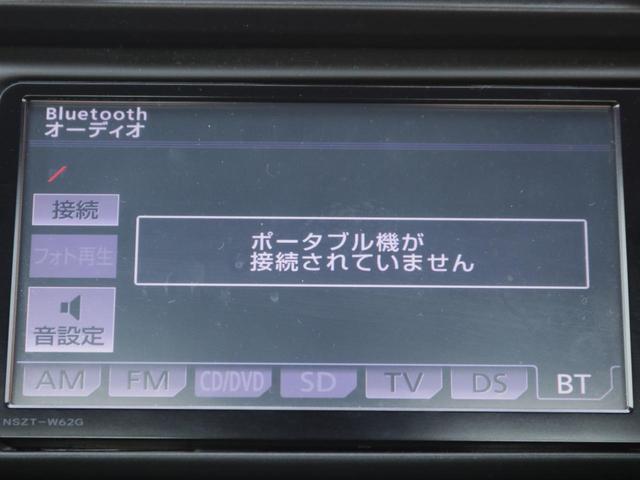 Bluetooth
オーディオ
接続
フォト再生
音設定
ポータブル機が
接続されていません
AM FM CD/DVD SD TV DS BT
NSZT-W62G